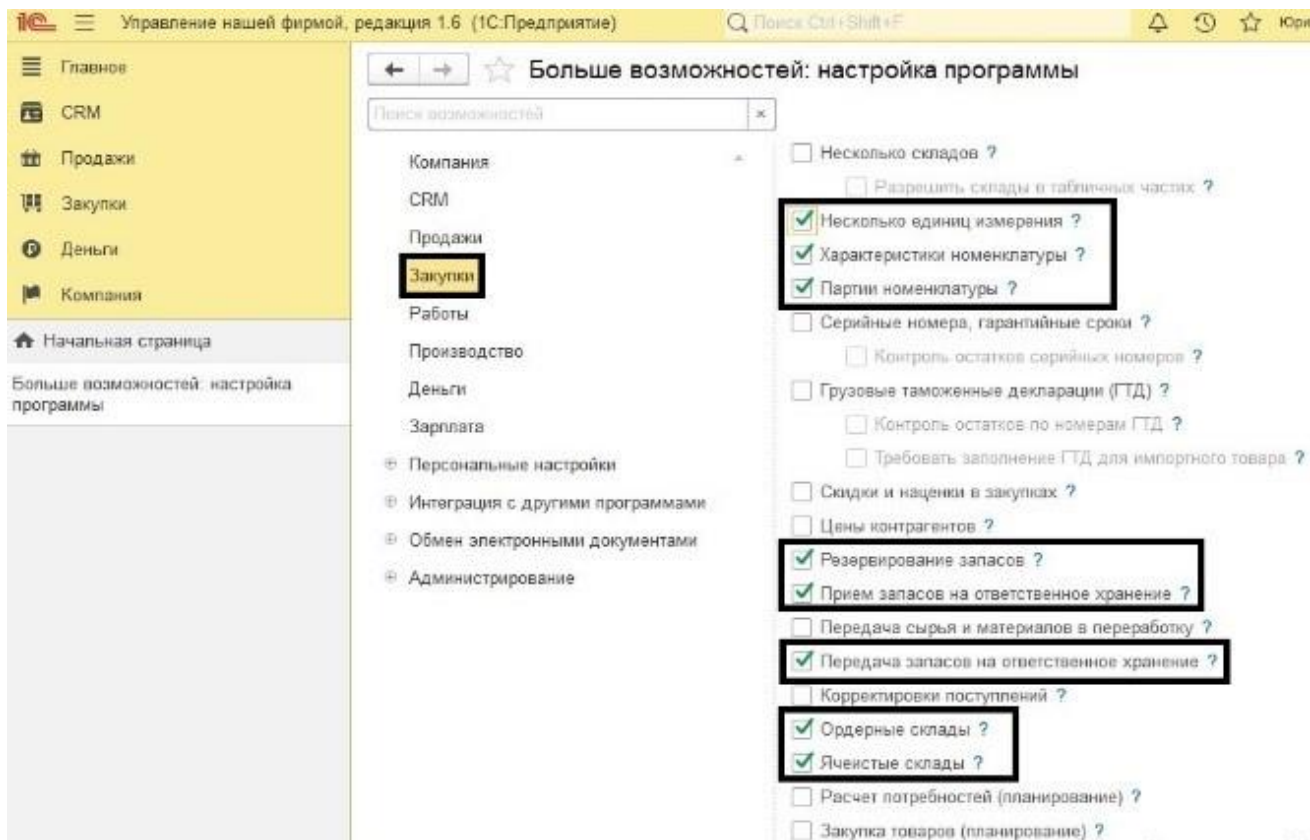 1С Управление нашей фирмой, редакция 1.6 (1С:Предприятие) Поиск Ctrl+Shift+F
Главное
CRM
Продажи
Закупки
Деньги
Компания
Начальная страница
Больше возможностей: настройка
программы
Больше возможностей: настройка программы
Поиск возможностей ×
Компания
CRM
Продажи
Закупки
Работы
Производство
Деньги
Зарплата
Персональные настройки
Интеграция с другими программами
Обмен электронными документами
Администрирование
Несколько складов ?
Разрешить склады в табличных частях ?
Несколько единиц измерения ?
Характеристики номенклатуры ?
Партии номенклатуры ?
Серийные номера, гарантийные сроки ?
Контроль остатков серийных номеров ?
Грузовые таможенные декларации (ГТД) ?
Контроль остатков по номерам ГТД ?
Требовать заполнение ГТД для импортного товара ?
Скидки и наценки в закупках ?
Цены контрагентов ?
Резервирование запасов ?
Прием запасов на ответственное хранение ?
Передача сырья и материалов в переработку ?
Передача запасов на ответственное хранение ?
Корректировки поступлений ?
Ордерные склады ?
Ячеистые склады ?
Расчет потребностей (планирование) ?
Закупка товаров (планирование) ?